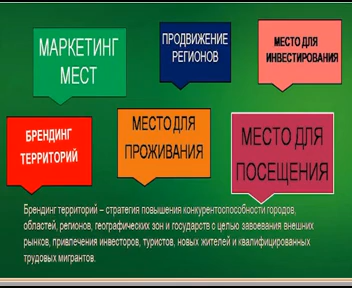 МАРКЕТИНГ
МЕСТ
ПРОДВИЖЕНИЕ
РЕГИОНОВ
МЕСТО ДЛЯ
ИНВЕСТИРОВАНИЯ
БРЕНДИНГ
ТЕРРИТОРИЙ
МЕСТО ДЛЯ
ПРОЖИВАНИЯ
МЕСТО ДЛЯ
ПОСЕЩЕНИЯ
Брендинг территорий – стратегия повышения конкурентоспособности городов,
областей, регионов, географических зон и государств с целью завоевания внешних
рынков, привлечения инвесторов, туристов, новых жителей и квалифицированных
трудовых мигрантов.